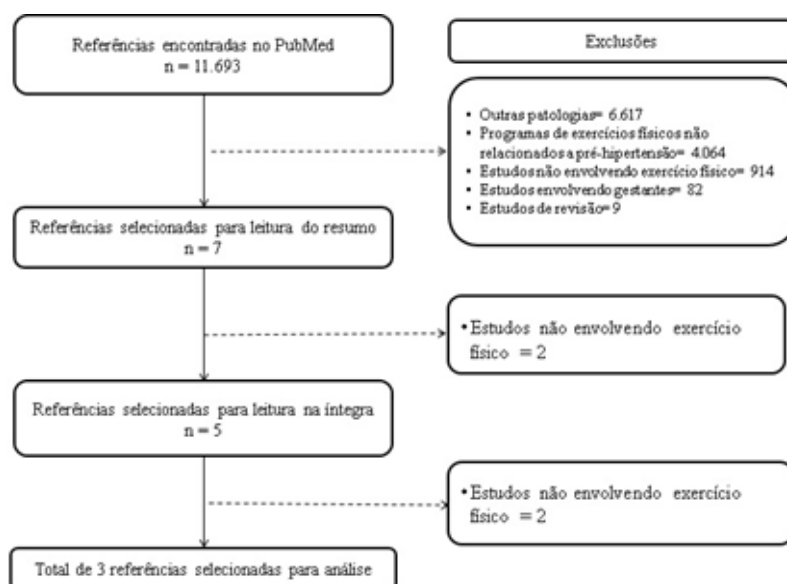 Referências encontradas no PubMed
n = 11.693
Exclusões
• Outras patologias= 6.617
• Programas de exercícios físicos não
relacionados a pré-hipertensão= 4.064
• Estudos não envolvendo exercício físico= 914
• Estudos envolvendo gestantes= 82
• Estudos de revisão= 9
Referências selecionadas para leitura do resumo
n = 7
• Estudos não envolvendo exercício
físico = 2
Referências selecionadas para leitura na íntegra
n = 5
• Estudos não envolvendo exercício
físico = 2
Total de 3 referências selecionadas para análise